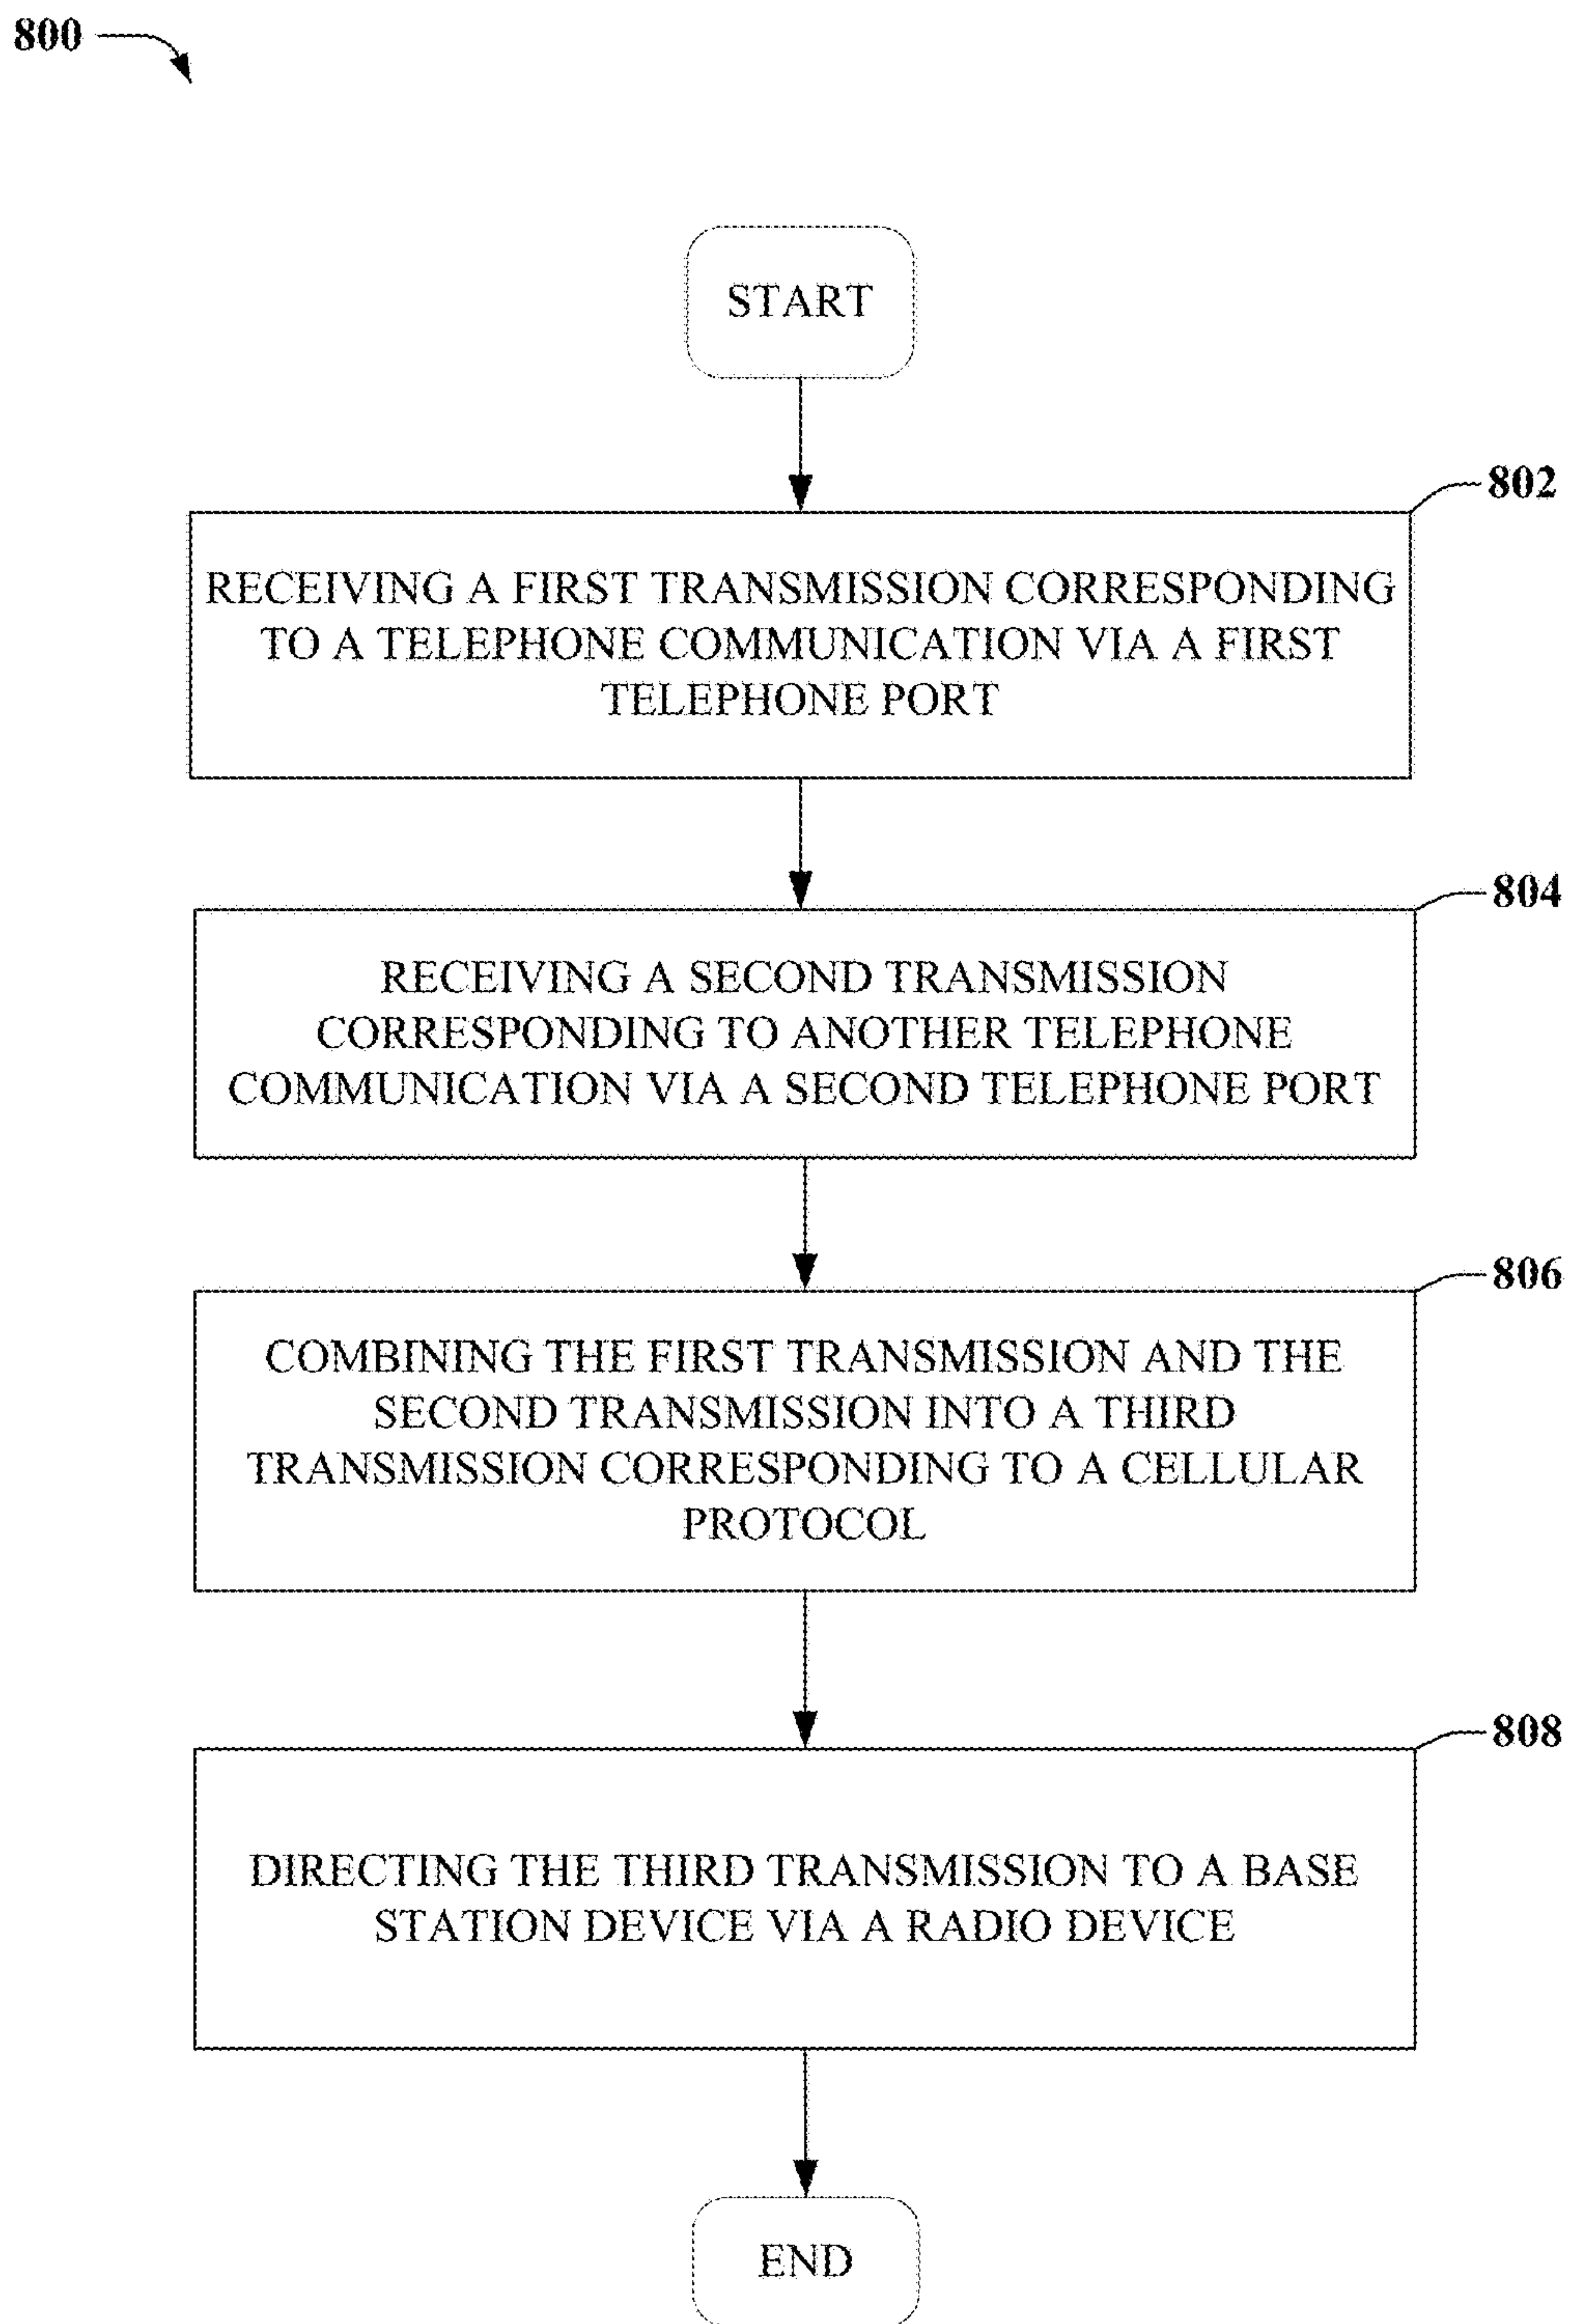 800
START
802
RECEIVING A FIRST TRANSMISSION CORRESPONDING
TO A TELEPHONE COMMUNICATION VIA A FIRST
TELEPHONE PORT
804
RECEIVING A SECOND TRANSMISSION
CORRESPONDING TO ANOTHER TELEPHONE
COMMUNICATION VIA A SECOND TELEPHONE PORT
806
COMBINING THE FIRST TRANSMISSION AND THE
SECOND TRANSMISSION INTO A THIRD
TRANSMISSION CORRESPONDING TO A CELLULAR
PROTOCOL
808
DIRECTING THE THIRD TRANSMISSION TO A BASE
STATION DEVICE VIA A RADIO DEVICE
END